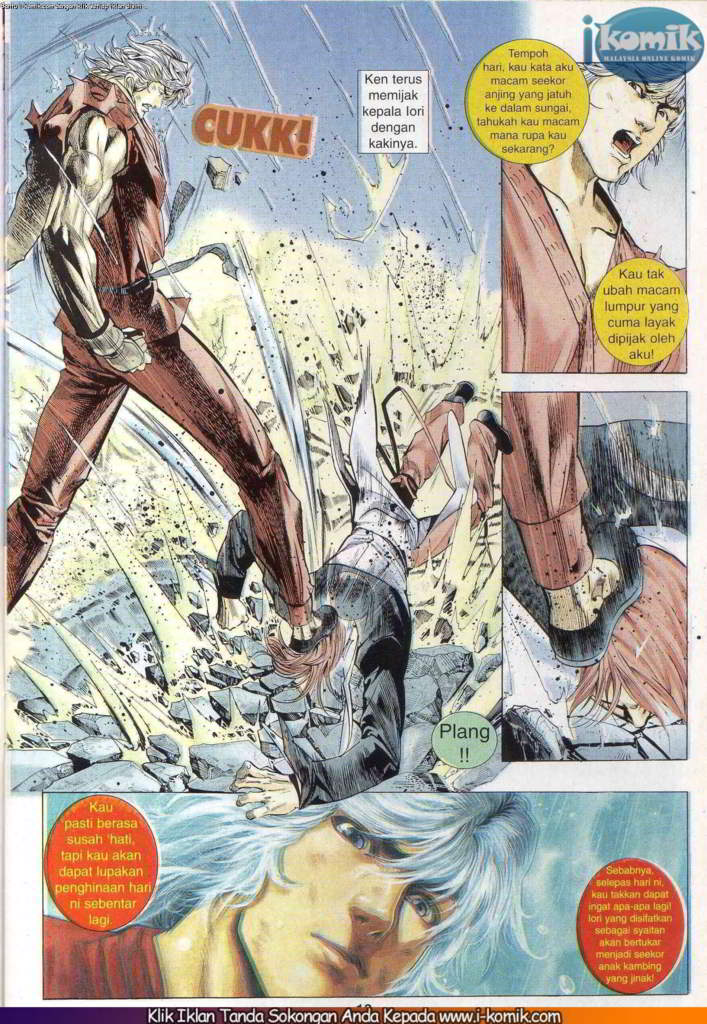 ikomik
MALAYSIA ONLINE KOMIK
CUKK!
Ken terus
memijak
kepala Iori
dengan
kakinya.
Tempoh
hari, kau kata aku
macam seekor
anjing yang jatuh
ke dalam sungai,
tahukah kau macam
mana rupa kau
sekarang?
Kau tak
ubah macam
lumpur yang
cuma layak
dipijak oleh
aku!
Plang
!!
Kau
'pasti berasa
susah 'hati,
tapi kau akan
dapat lupakan
penghinaan hari
ni sebentar
lagi.
Sebabnya,
selepas hari ni,
kau takkan dapat
ingat apa-apa lagi!
Iori yang disifatkan
sebagai syaitan
akan bertukar
menjadi seekor
anak kambing
yang jinak!
Klik Iklan Tanda Sokongan Anda Kepada www.i-komik.com